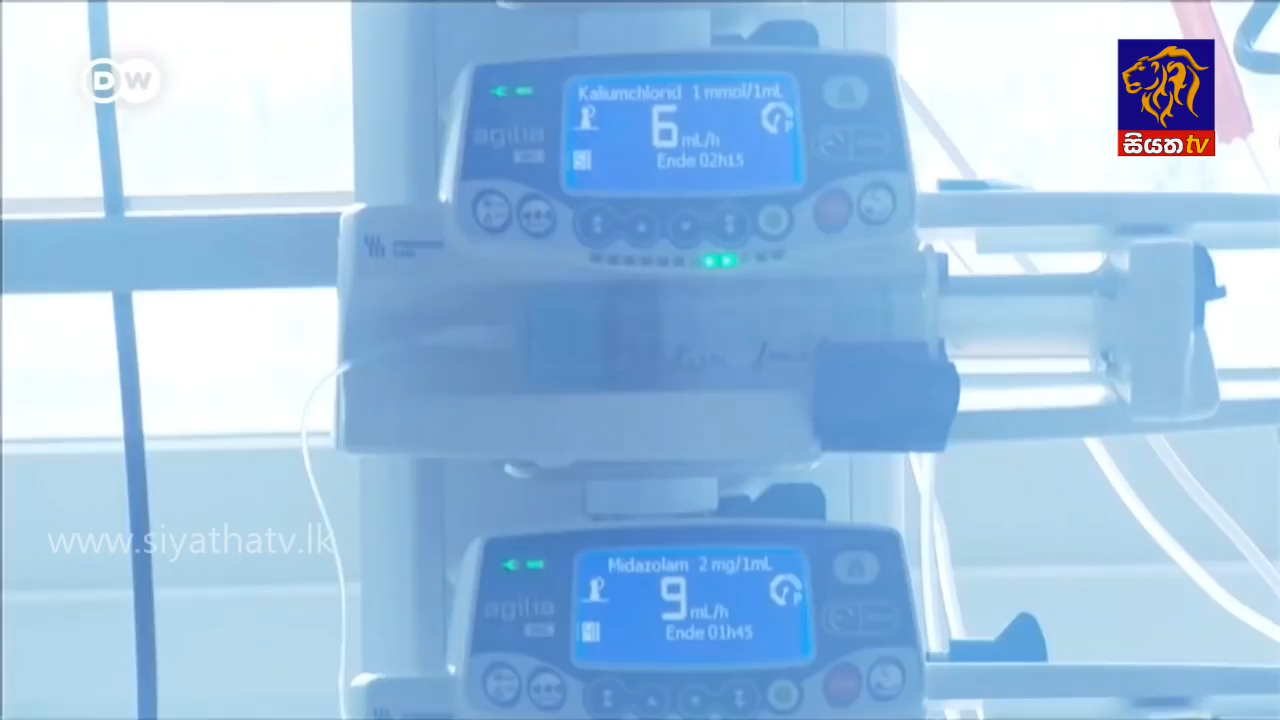 DW
සියත tv
Kaliumchlorid 1 mmol/1mL
6 mL/h
Ende 02h15
agilia
www.siyathatv.lk
Midazolam 2 mg/1mL
9 mL/h
Ende 01h45
agilia